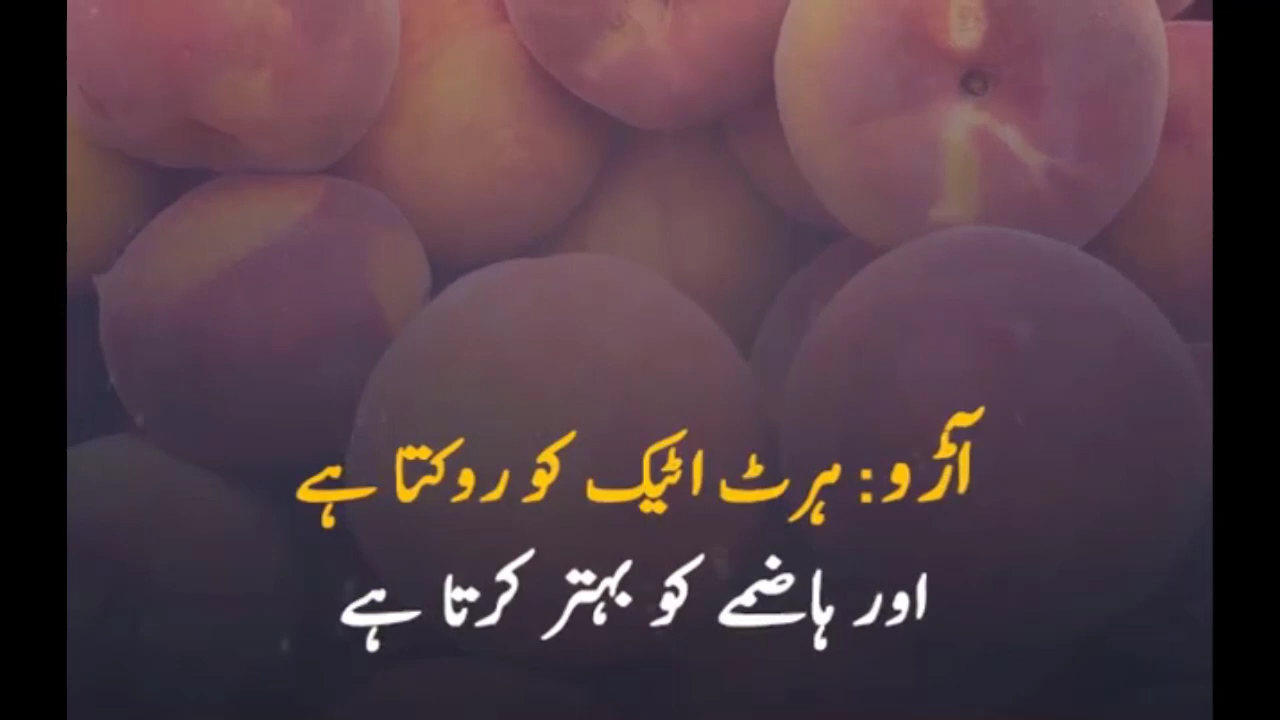 آڑو: ہرٹ اٹیک کو روکتا ہے
اور ہاضمے کو بہتر کرتا ہے